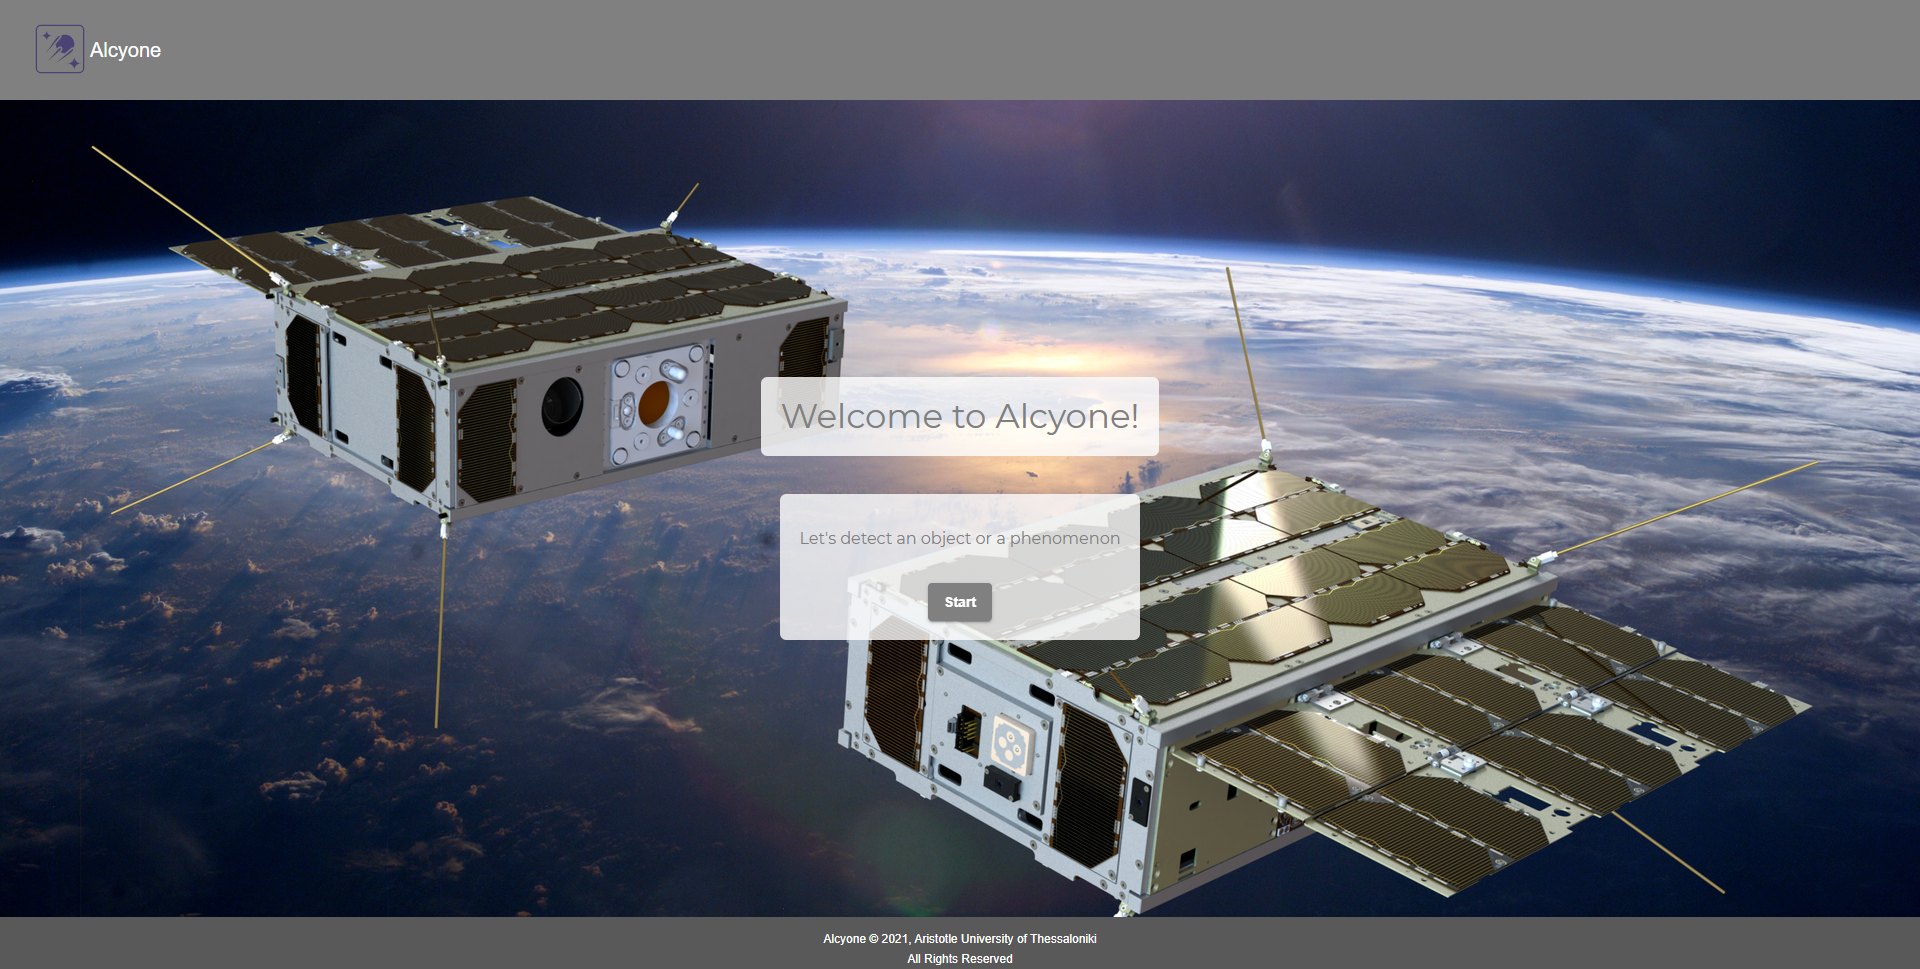 Alcyone
Welcome to Alcyone!
Let's detect an object or a phenomenon
Start
Alcyone © 2021, Aristotle University of Thessaloniki
All Rights Reserved